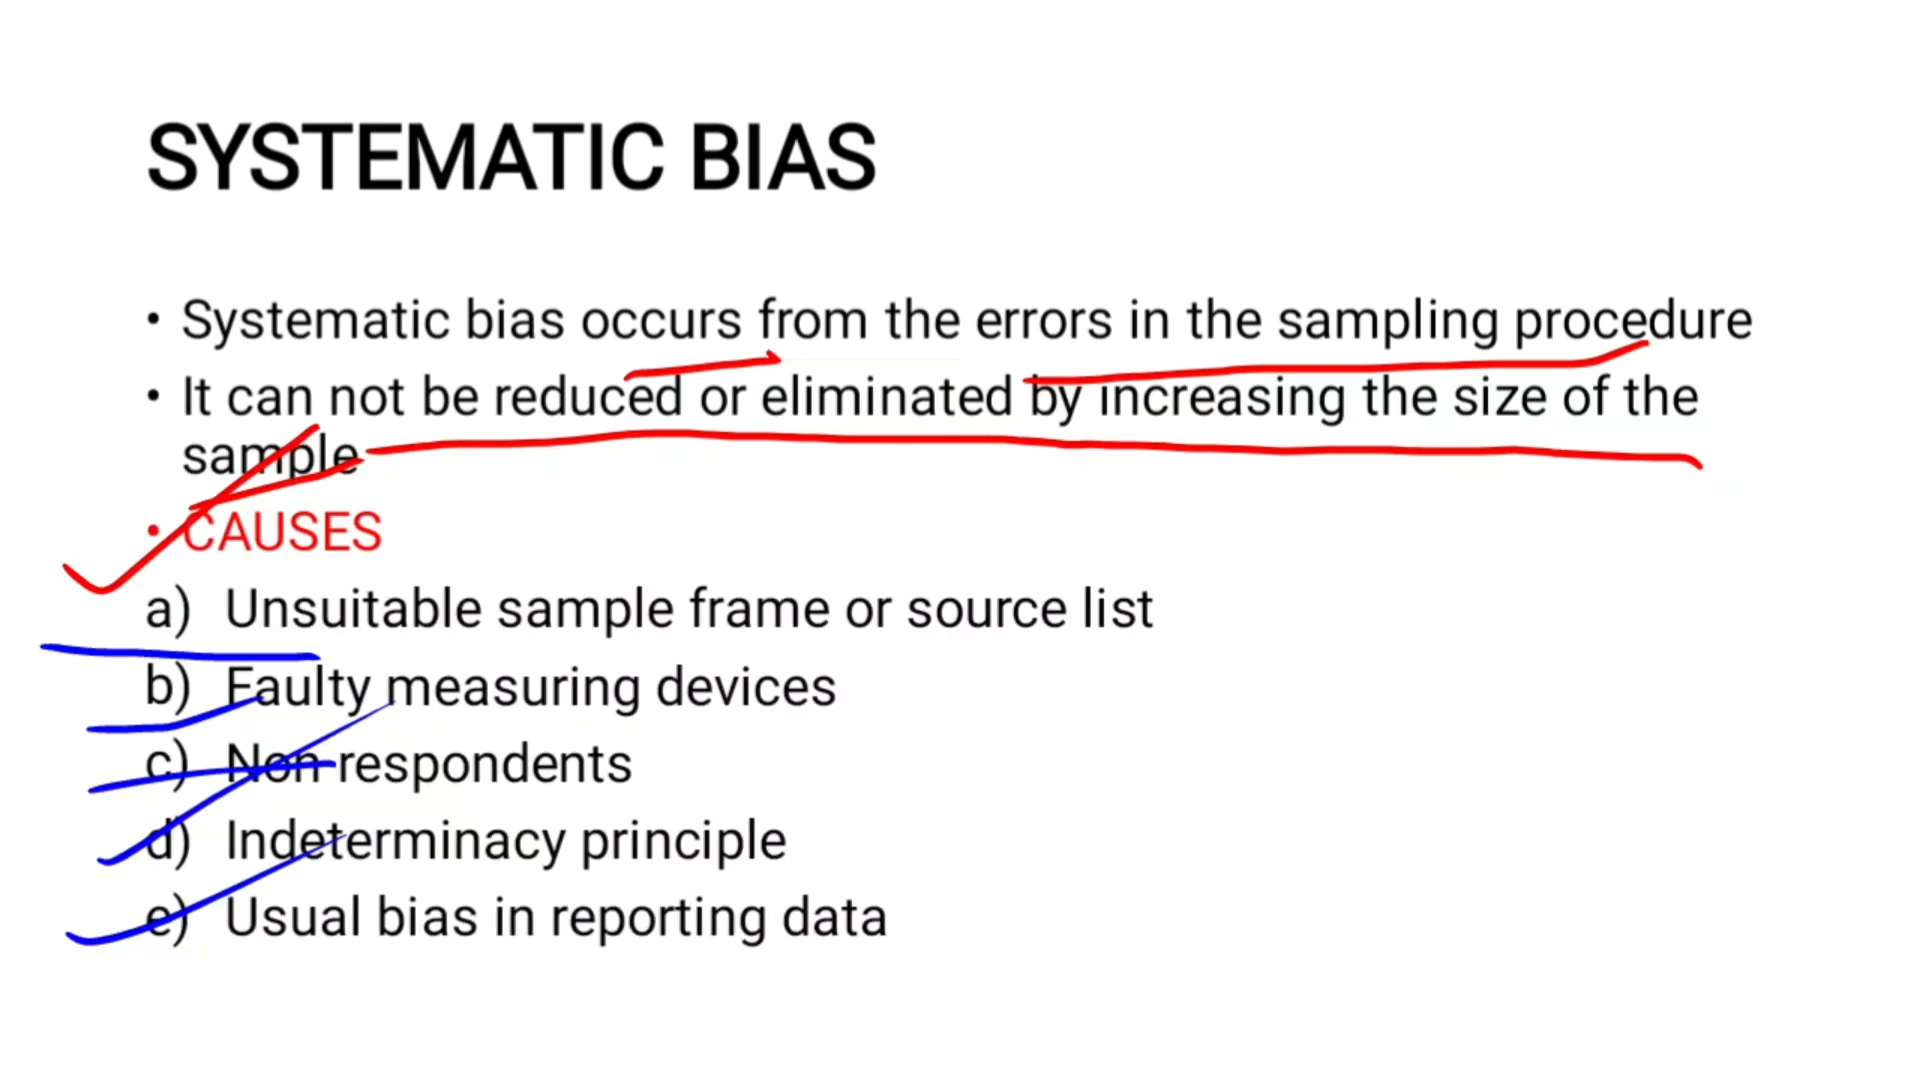 SYSTEMATIC BIAS
• Systematic bias occurs from the errors in the sampling procedure
• It can not be reduced or eliminated by increasing the size of the
sample
• CAUSES
a) Unsuitable sample frame or source list
b) Faulty measuring devices
c) Non-respondents
d) Indeterminacy principle
e) Usual bias in reporting data